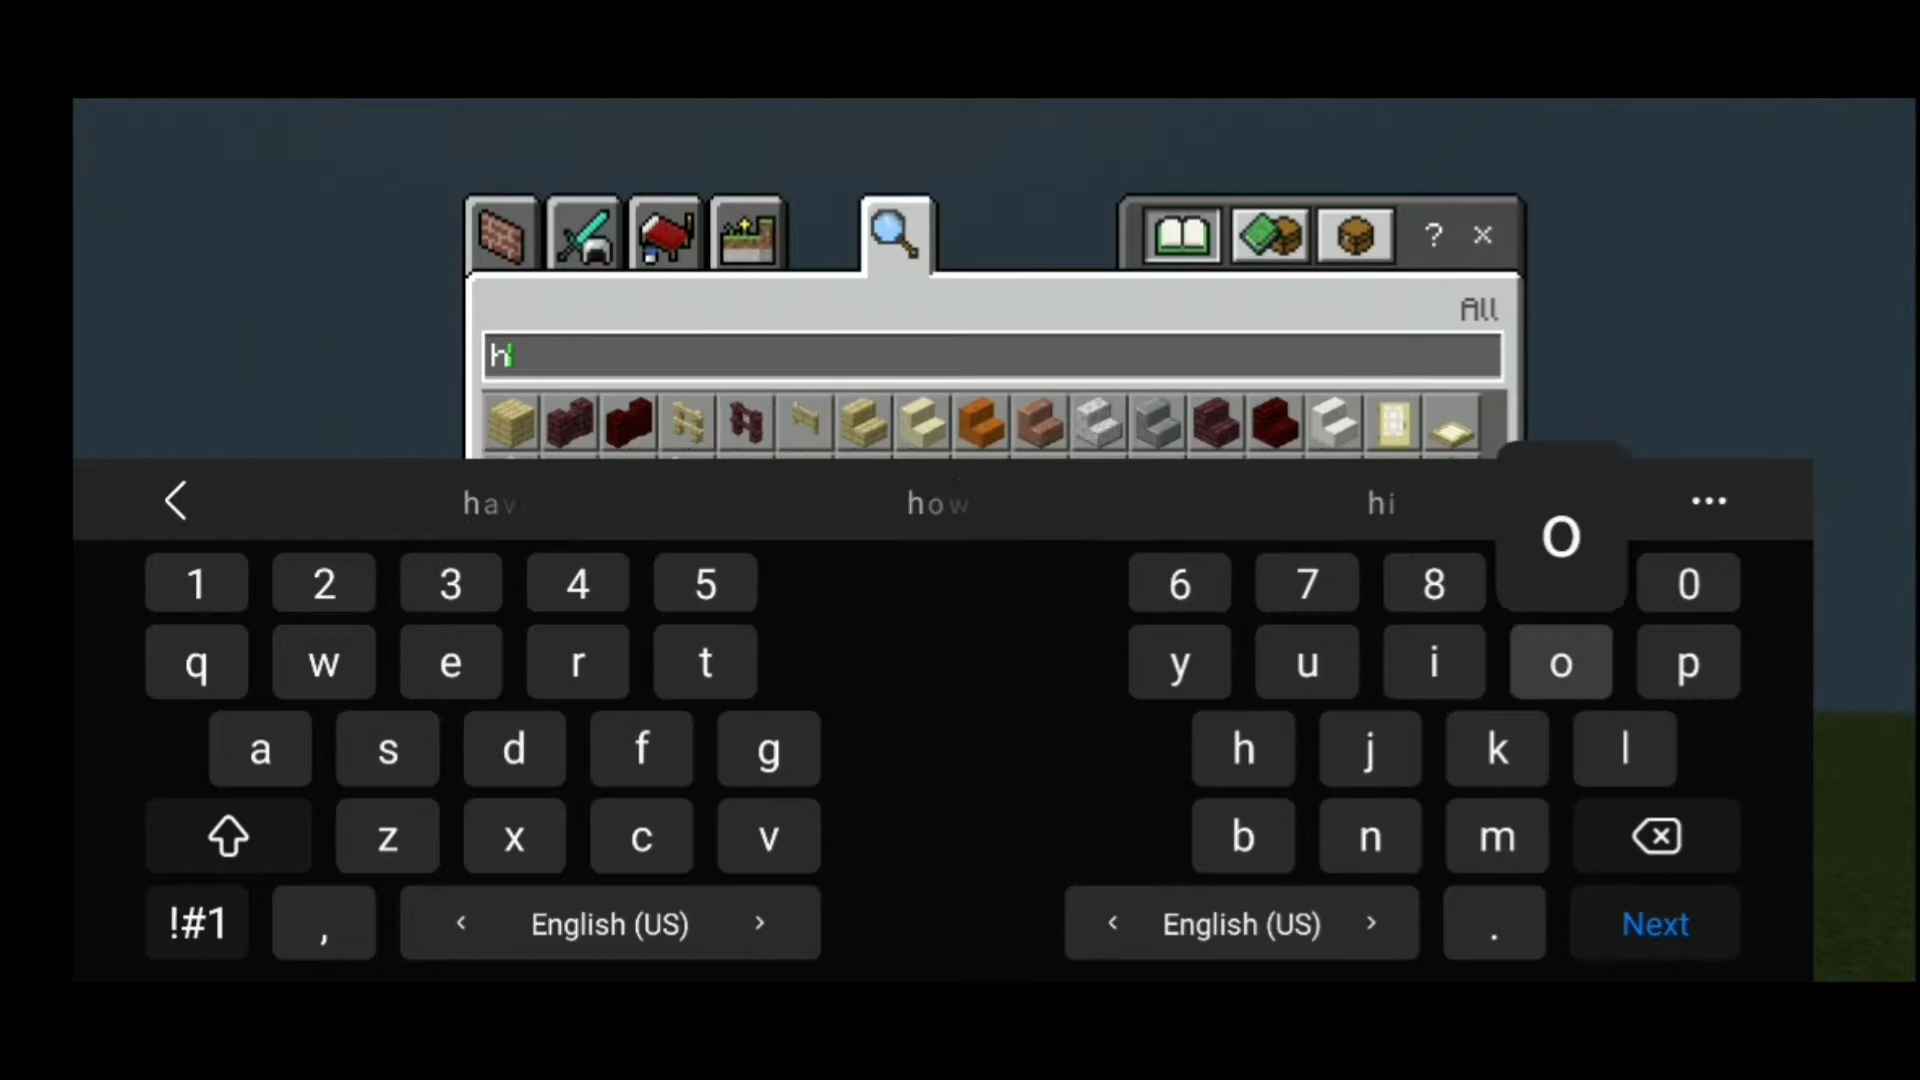 ? ×
All
h
hav how hi ...
o
1 2 3 4 5 6 7 8 0
q w e r t y u i o p
a s d f g h j k l
z x c v b n m
!#1 , < English (US) > < English (US) > . Next